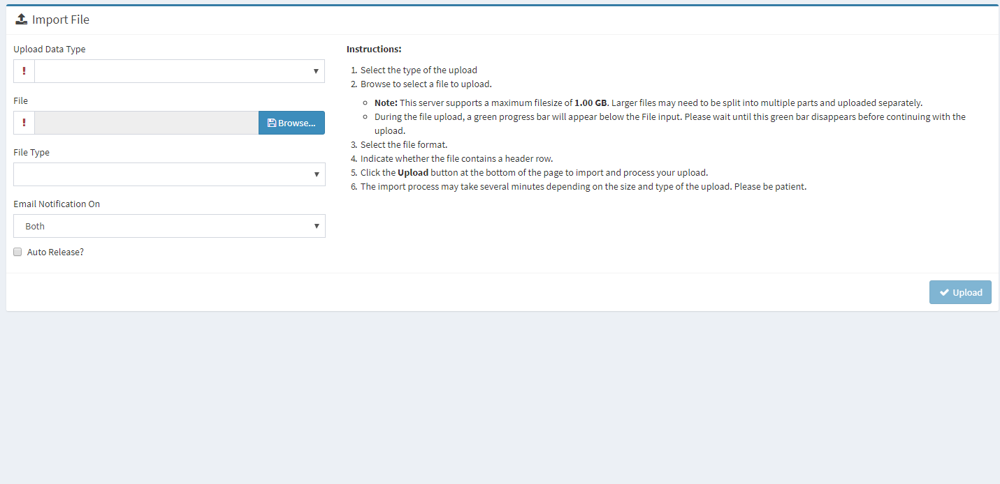 Import File
Upload Data Type
!
File
!
Browse...
File Type
Email Notification On
Both
Auto Release?
Instructions:
1. Select the type of the upload
2. Browse to select a file to upload.
Note: This server supports a maximum filesize of 1.00 GB. Larger files may need to be split into multiple parts and uploaded separately.
During the file upload, a green progress bar will appear below the File input. Please wait until this green bar disappears before continuing with the
upload.
3. Select the file format.
4. Indicate whether the file contains a header row.
5. Click the Upload button at the bottom of the page to import and process your upload.
6. The import process may take several minutes depending on the size and type of the upload. Please be patient.
Upload